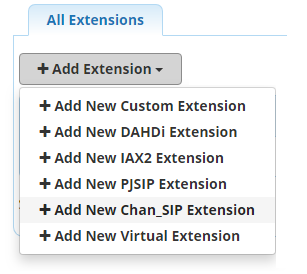 All Extensions
+ Add Extension
+ Add New Custom Extension
+ Add New DAHDi Extension
+ Add New IAX2 Extension
+ Add New PJSIP Extension
+ Add New Chan_SIP Extension
+ Add New Virtual Extension